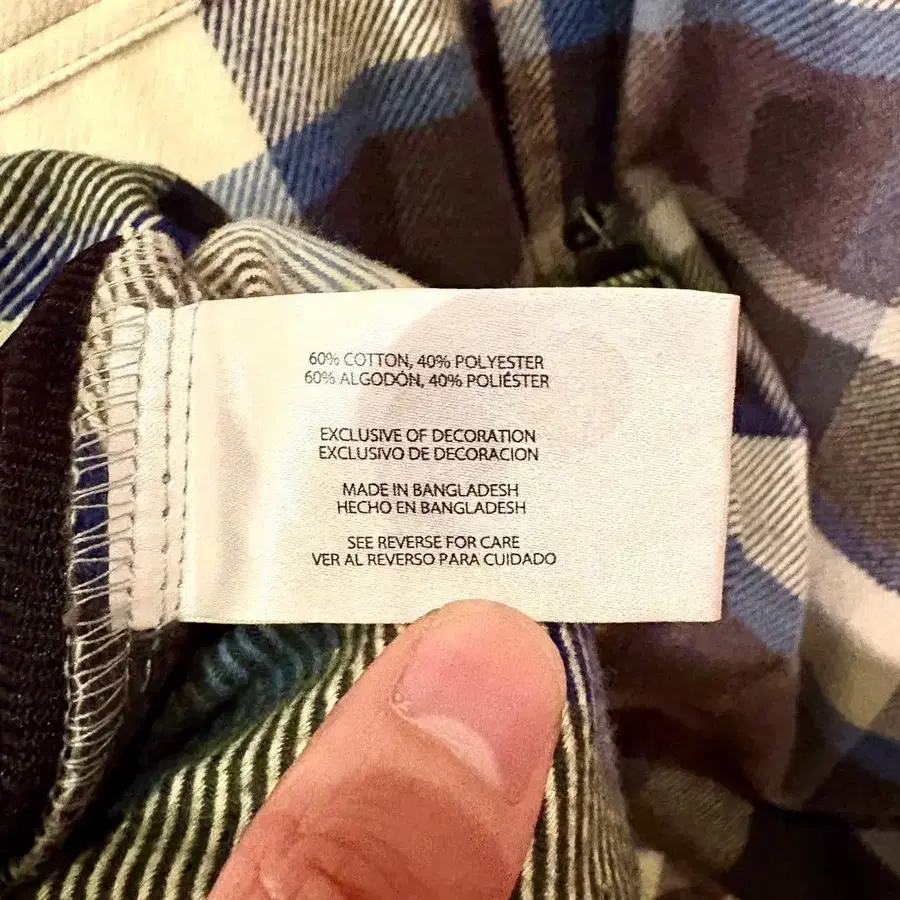 60% COTTON, 40% POLYESTER
60% ALGODÓN, 40% POLIÉSTER
EXCLUSIVE OF DECORATION
EXCLUSIVO DE DECORACION
MADE IN BANGLADESH
HECHO EN BANGLADESH
SEE REVERSE FOR CARE
VER AL REVERSO PARA CUIDADO